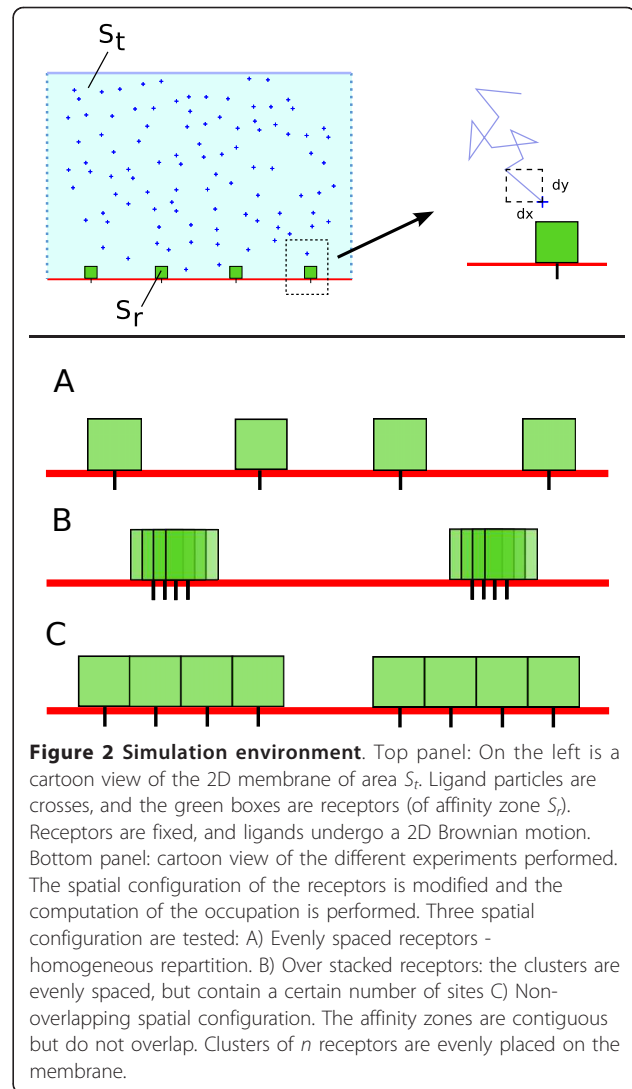 St
dy
dx
Sr
A
B
C
Figure 2 Simulation environment. Top panel: On the left is a
cartoon view of the 2D membrane of area St. Ligand particles are
crosses, and the green boxes are receptors (of affinity zone Sr).
Receptors are fixed, and ligands undergo a 2D Brownian motion.
Bottom panel: cartoon view of the different experiments performed.
The spatial configuration of the receptors is modified and the
computation of the occupation is performed. Three spatial
configuration are tested: A) Evenly spaced receptors -
homogeneous repartition. B) Over stacked receptors: the clusters are
evenly spaced, but contain a certain number of sites C) Non-
overlapping spatial configuration. The affinity zones are contiguous
but do not overlap. Clusters of n receptors are evenly placed on the
membrane.